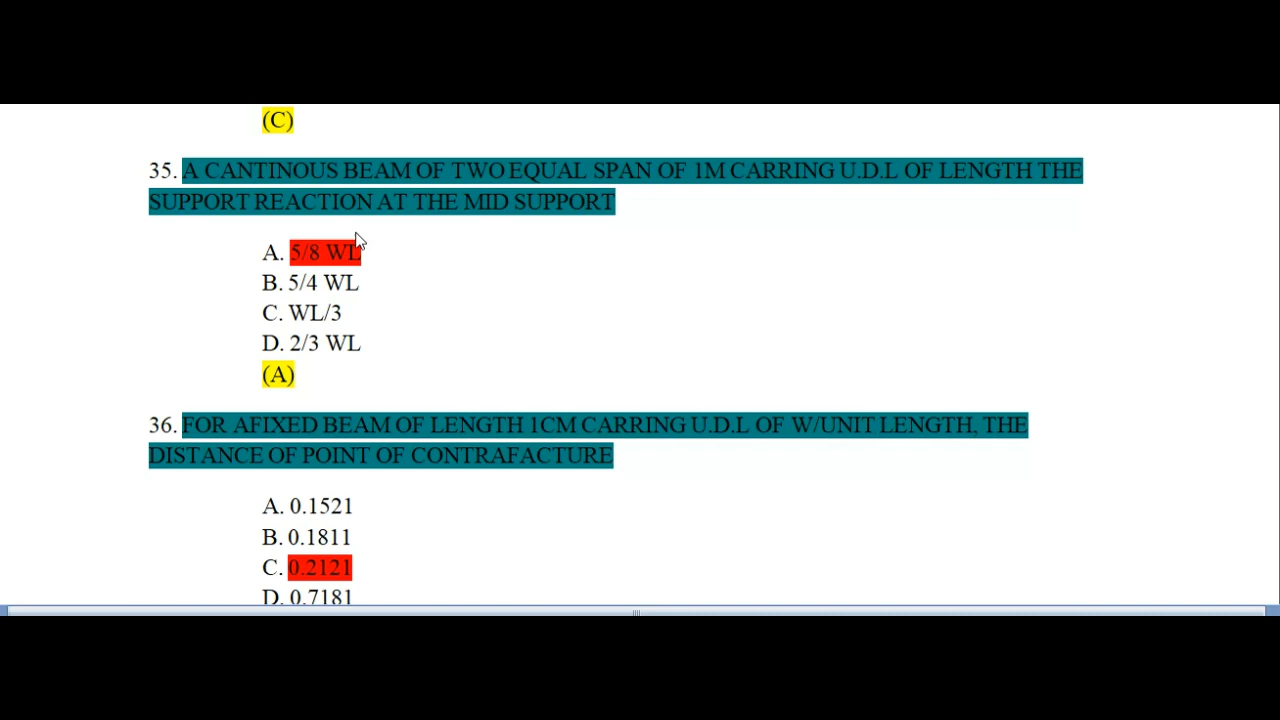 (C)
35. A CANTINOUS BEAM OF TWO EQUAL SPAN OF 1M CARRING U.D.L OF LENGTH THE
SUPPORT REACTION AT THE MID SUPPORT
A. 5/8 WL
B. 5/4 WL
C. WL/3
D. 2/3 WL
(A)
36. FOR AFIXED BEAM OF LENGTH 1CM CARRING U.D.L OF W/UNIT LENGTH, THE
DISTANCE OF POINT OF CONTRAFACTURE
A. 0.1521
B. 0.1811
C. 0.2121
D. 0.7181